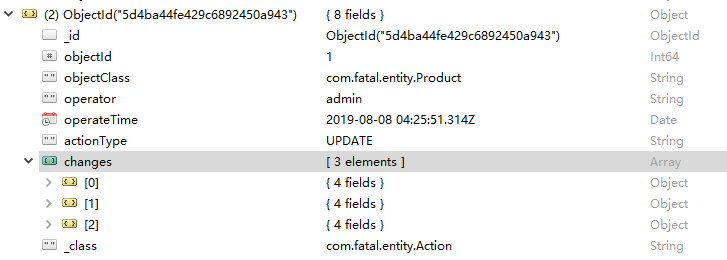 (2) ObjectId("5d4ba44fe429c6892450a943") { 8 fields } Object
_id ObjectId("5d4ba44fe429c6892450a943") ObjectId
# objectId 1 Int64
"" objectClass com.fatal.entity.Product String
"" operator admin String
operateTime 2019-08-08 04:25:51.314Z Date
"" actionType UPDATE String
changes [ 3 elements ] Array
[0] { 4 fields } Object
[1] { 4 fields } Object
[2] { 4 fields } Object
"" _class com.fatal.entity.Action String